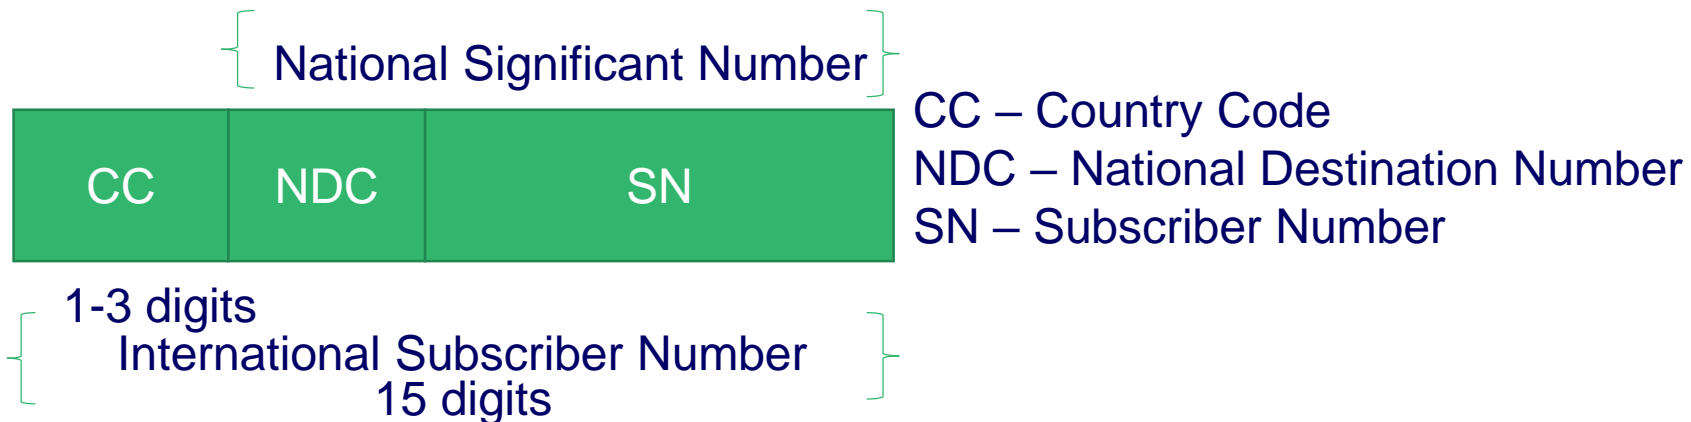 National Significant Number
CC – Country Code
NDC – National Destination Number
SN – Subscriber Number
CC NDC SN
1-3 digits
International Subscriber Number
15 digits